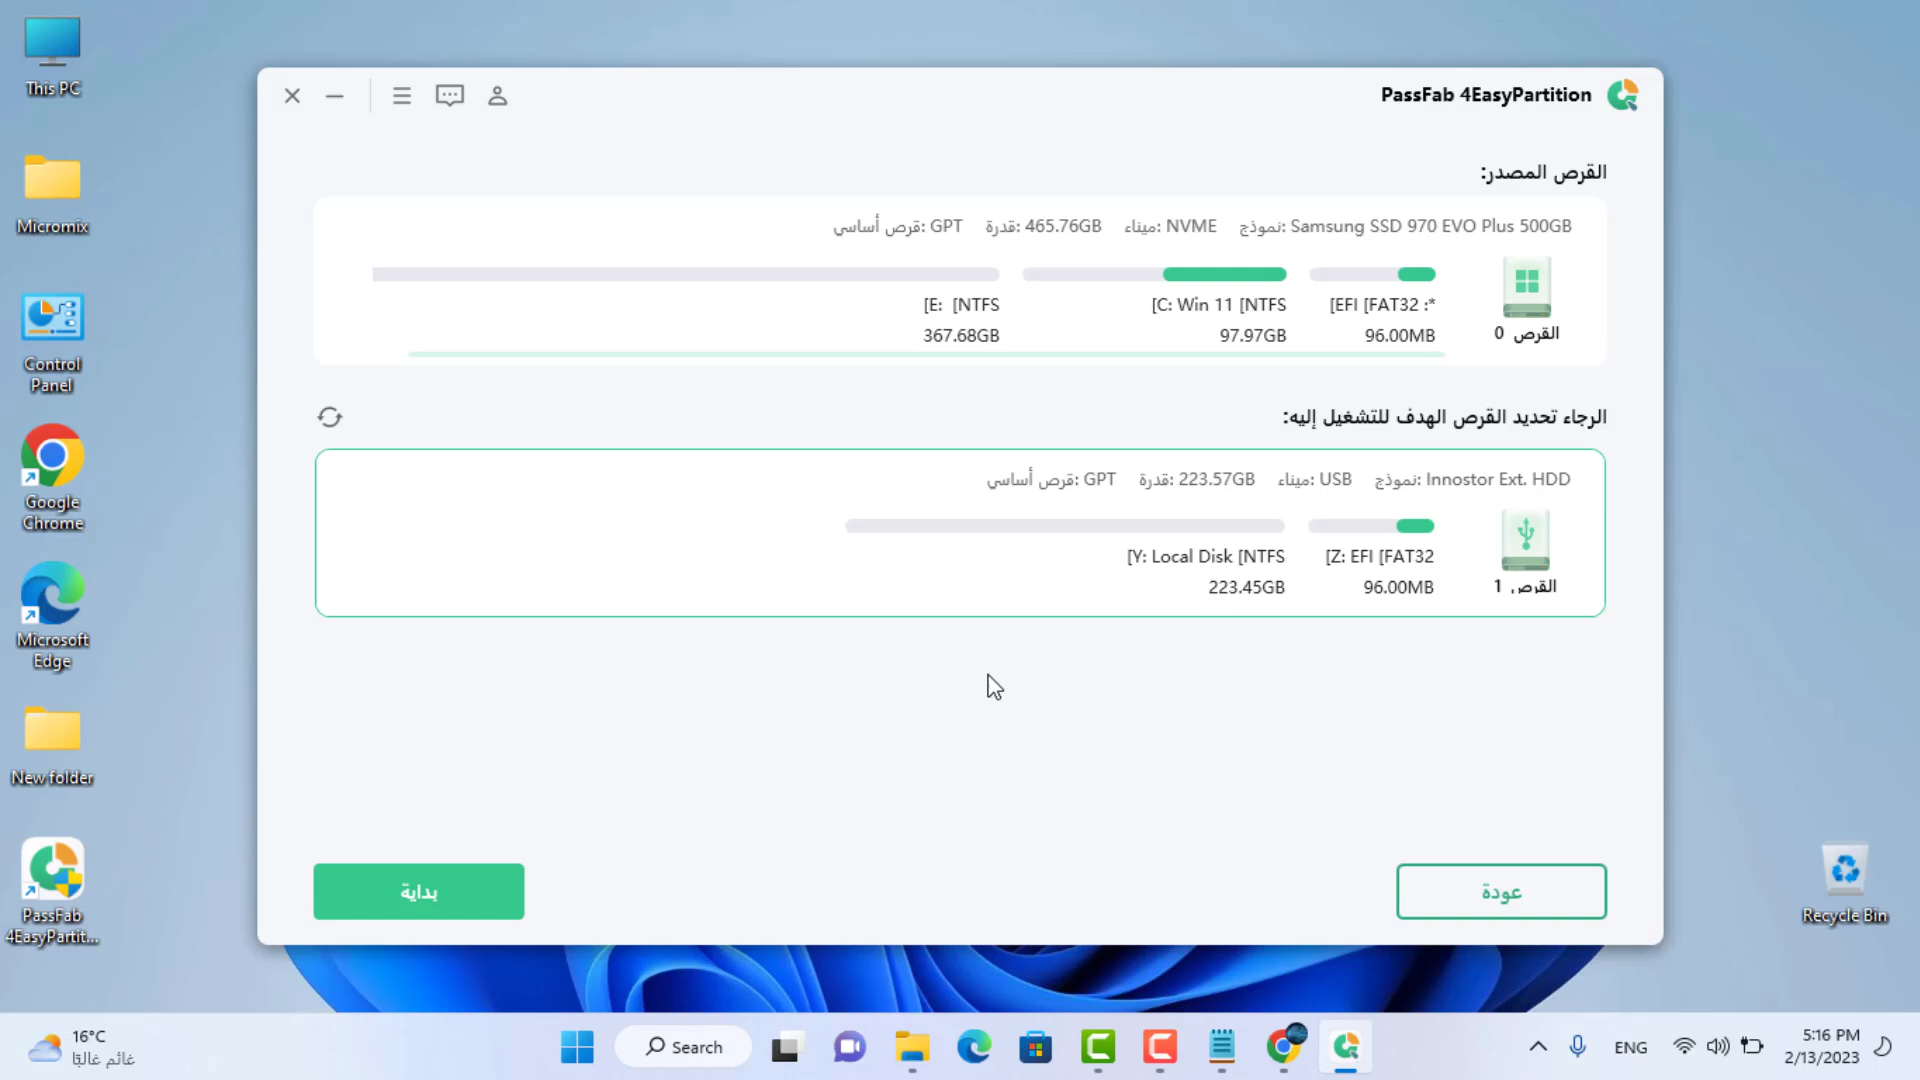 This PC
Micromix
Control
Panel
Google
Chrome
Microsoft
Edge
New folder
PassFab
4EasyPartit...
PassFab 4EasyPartition
القرص المصدر:
Samsung SSD 970 EVO Plus 500GB :نموذج NVME :ميناء 465.76GB :قدرة GPT :قرص أساسي
القرص 0
[EFI [FAT32 :*
96.00MB
[C: Win 11 [NTFS
97.97GB
[E: [NTFS
367.68GB
الرجاء تحديد القرص الهدف للتشغيل إليه:
Innostor Ext. HDD :نموذج USB :ميناء 223.57GB :قدرة GPT :قرص أساسي
القرص 1
[Z: EFI [FAT32
96.00MB
[Y: Local Disk [NTFS
223.45GB
عودة
بداية
Recycle Bin
16°C
غائم غالبًا
Search
ENG
5:16 PM
2/13/2023